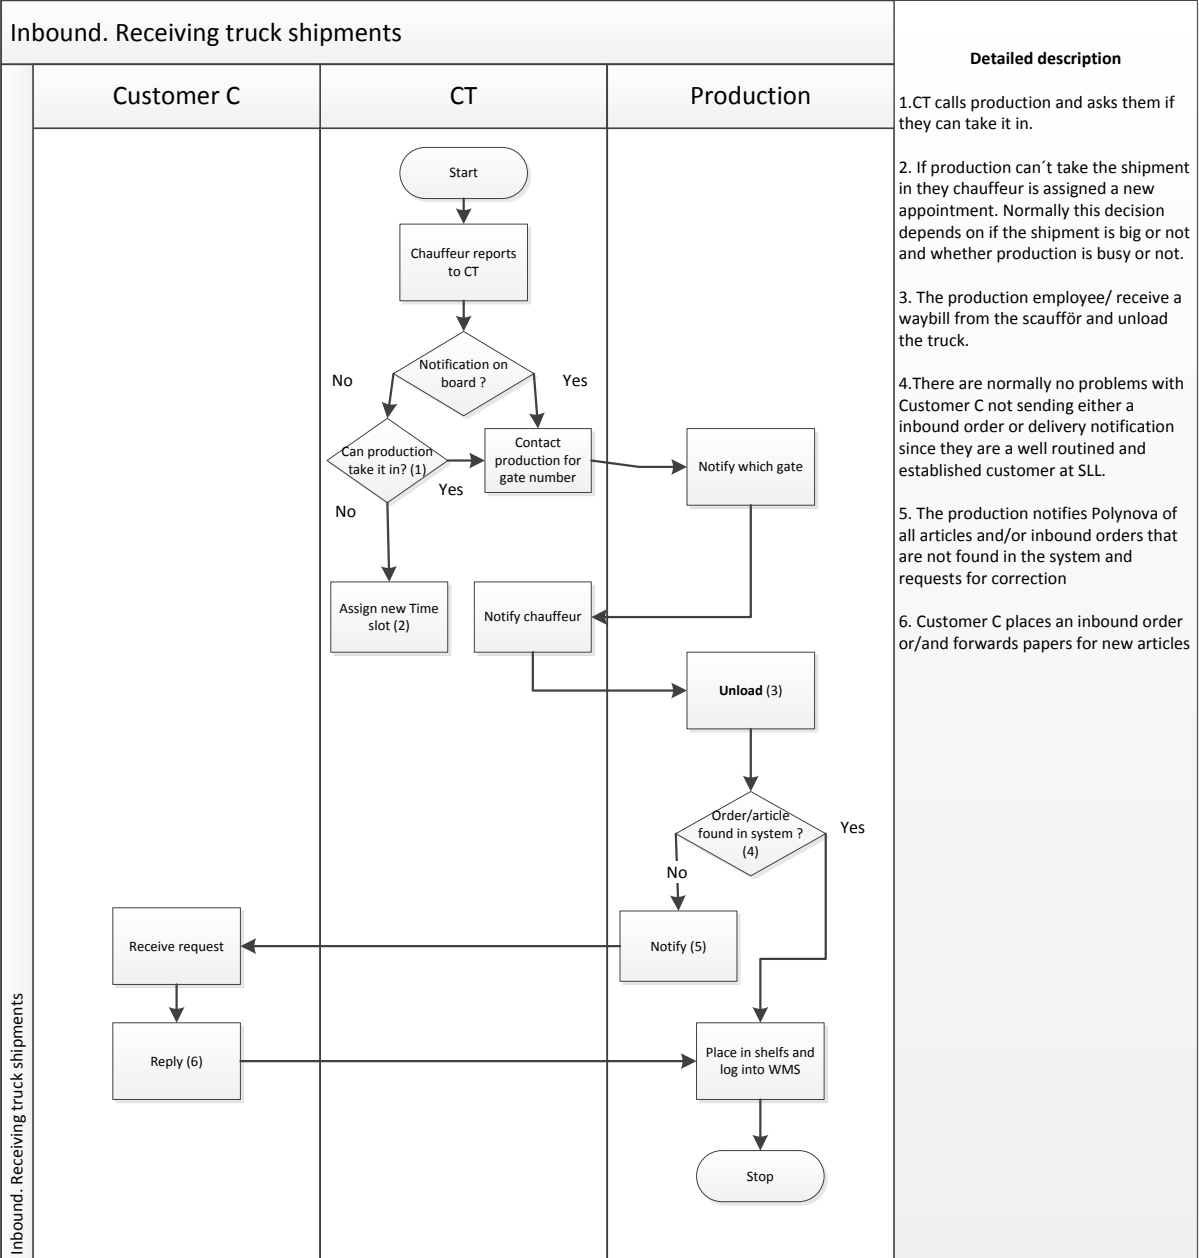 Inbound. Receiving truck shipments
Customer C
CT
Production
Start
Chauffeur reports
to CT
Notification on
board ?
No
Yes
Can production
take it in? (1)
Yes
No
Contact
production for
gate number
Notify which gate
Assign new Time
slot (2)
Notify chauffeur
Unload (3)
Order/article
found in system ?
(4)
Yes
No
Receive request
Notify (5)
Reply (6)
Place in shelfs and
log into WMS
Stop
Inbound. Receiving truck shipments
Detailed description
1.CT calls production and asks them if
they can take it in.
2. If production can´t take the shipment
in they chauffeur is assigned a new
appointment. Normally this decision
depends on if the shipment is big or not
and whether production is busy or not.
3. The production employee/ receive a
waybill from the scaufför and unload
the truck.
4.There are normally no problems with
Customer C not sending either a
inbound order or delivery notification
since they are a well routined and
established customer at SLL.
5. The production notifies Polynova of
all articles and/or inbound orders that
are not found in the system and
requests for correction
6. Customer C places an inbound order
or/and forwards papers for new articles